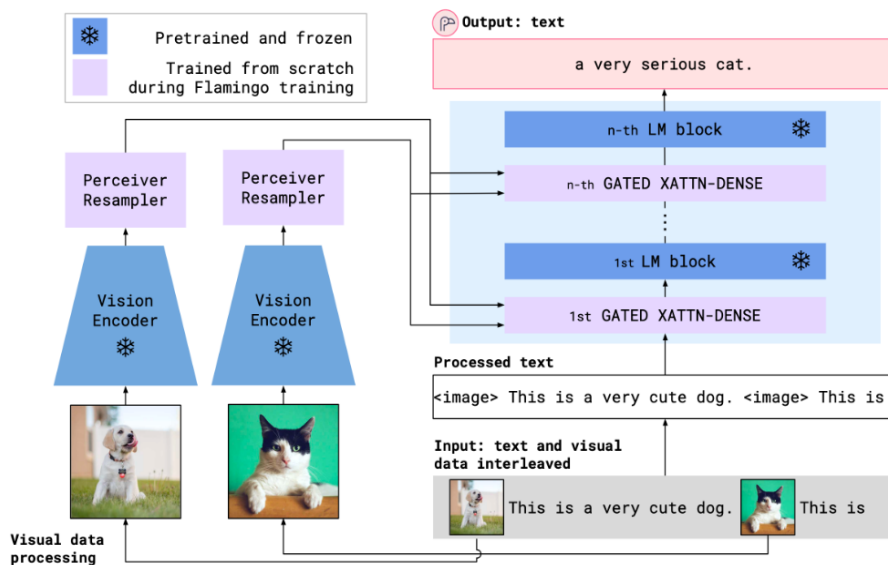 Pretrained and frozen
Trained from scratch
during Flamingo training
Output: text
a very serious cat.
n-th LM block
n-th GATED XATTN-DENSE
1st LM block
1st GATED XATTN-DENSE
Perceiver
Resampler
Perceiver
Resampler
Vision
Encoder
Vision
Encoder
Processed text
<image> This is a very cute dog. <image> This is
Input: text and visual
data interleaved
This is a very cute dog.
This is
Visual data
processing